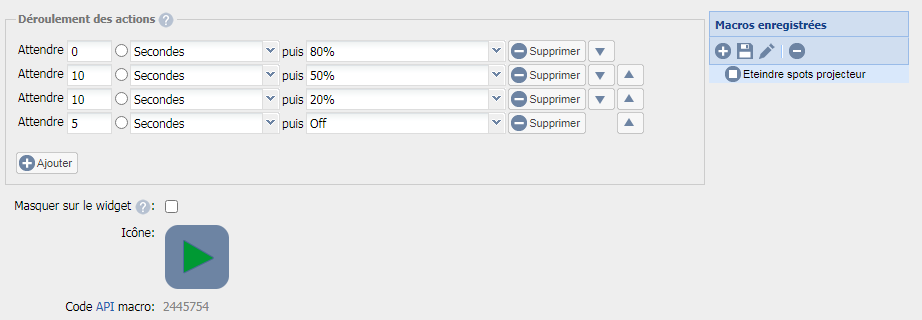 Déroulement des actions ?
Attendre 0 Secondes puis 80% Supprimer
Attendre 10 Secondes puis 50% Supprimer
Attendre 10 Secondes puis 20% Supprimer
Attendre 5 Secondes puis Off Supprimer
Ajouter
Masquer sur le widget ? :
Icône:
Code API macro: 2445754
Macros enregistrées
Eteindre spots projecteur